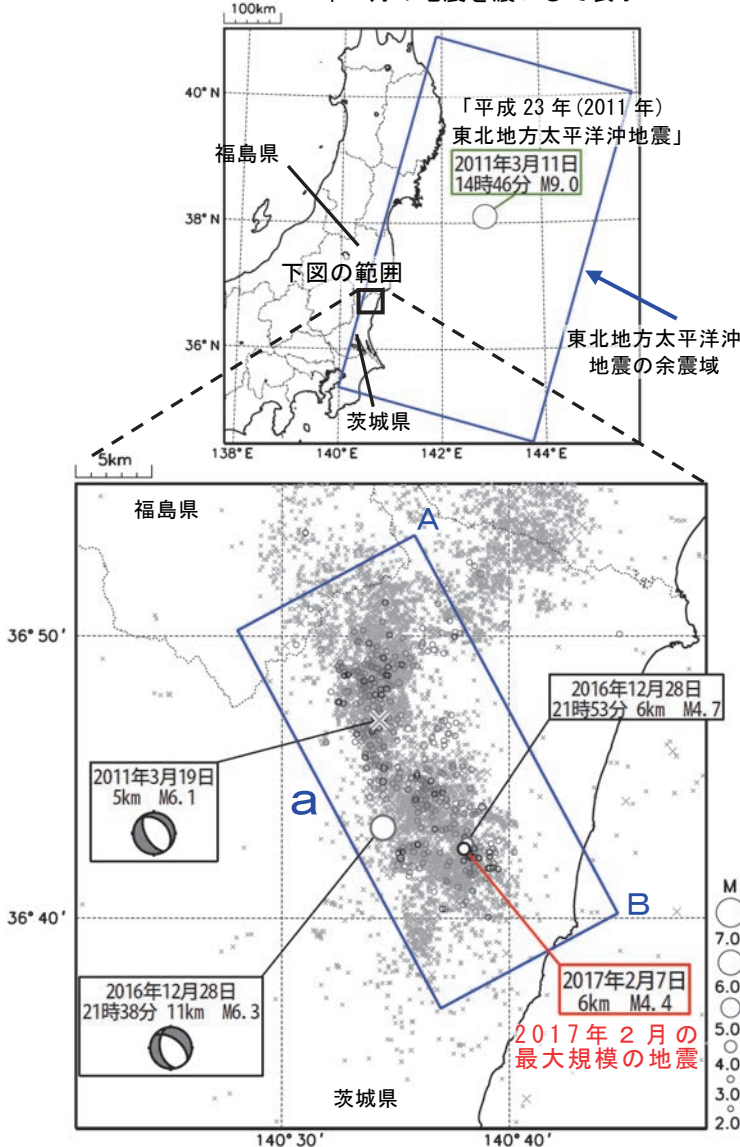 100km
40°N
38°N
36°N
138°E
140°E
142°E
144°E
「平成 23 年(2011 年)
東北地方太平洋沖地震」
2011年3月11日
14時46分 M9.0
福島県
下図の範囲
東北地方太平洋沖
地震の余震域
茨城県
5km
福島県
A
36°50′
2016年12月28日
21時53分 6km M4.7
2011年3月19日
5km M6.1
a
36°40′
B
2016年12月28日
21時38分 11km M6.3
2017年2月7日
6km M4.4
2017年２月の
最大規模の地震
茨城県
140°30′
140°40′
M
7.0
6.0
5.0
4.0
3.0
2.0